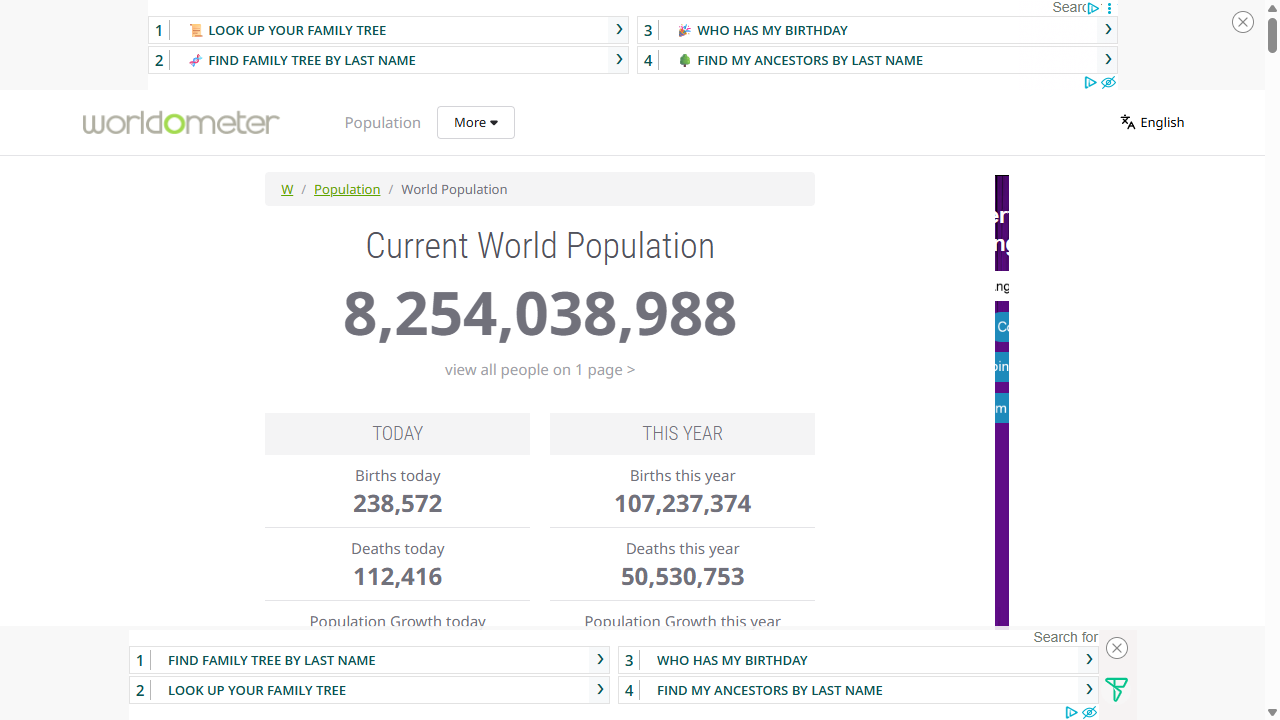 Search
1 LOOK UP YOUR FAMILY TREE
3 WHO HAS MY BIRTHDAY
2 FIND FAMILY TREE BY LAST NAME
4 FIND MY ANCESTORS BY LAST NAME
worldometer
Population
More
English
W / Population / World Population
Current World Population
8,254,038,988
view all people on 1 page >
TODAY
THIS YEAR
Births today
Births this year
238,572
107,237,374
Deaths today
Deaths this year
112,416
50,530,753
Population Growth today
Population Growth this year
Search for
1 FIND FAMILY TREE BY LAST NAME
3 WHO HAS MY BIRTHDAY
2 LOOK UP YOUR FAMILY TREE
4 FIND MY ANCESTORS BY LAST NAME